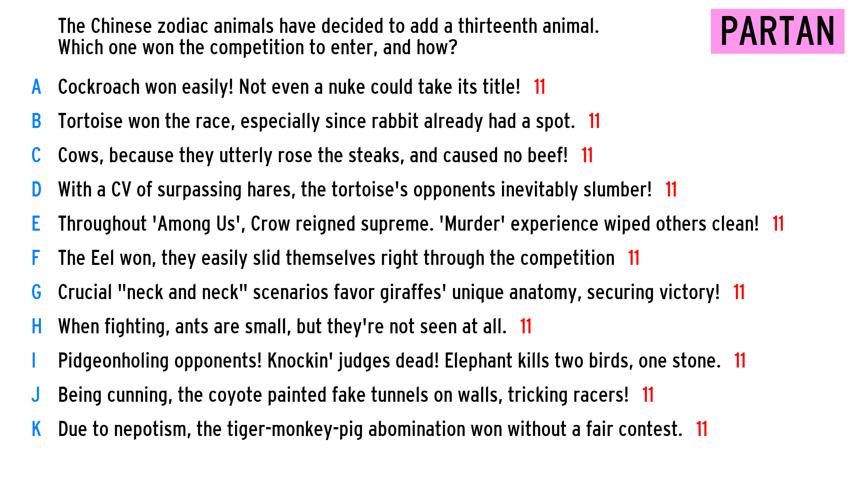 The Chinese zodiac animals have decided to add a thirteenth animal.
Which one won the competition to enter, and how?
PARTAN
A Cockroach won easily! Not even a nuke could take its title! 11
B Tortoise won the race, especially since rabbit already had a spot. 11
C Cows, because they utterly rose the steaks, and caused no beef! 11
D With a CV of surpassing hares, the tortoise's opponents inevitably slumber! 11
E Throughout 'Among Us', Crow reigned supreme. 'Murder' experience wiped others clean! 11
F The Eel won, they easily slid themselves right through the competition 11
G Crucial "neck and neck" scenarios favor giraffes' unique anatomy, securing victory! 11
H When fighting, ants are small, but they're not seen at all. 11
I Pidgeonholing opponents! Knockin' judges dead! Elephant kills two birds, one stone. 11
J Being cunning, the coyote painted fake tunnels on walls, tricking racers! 11
K Due to nepotism, the tiger-monkey-pig abomination won without a fair contest. 11